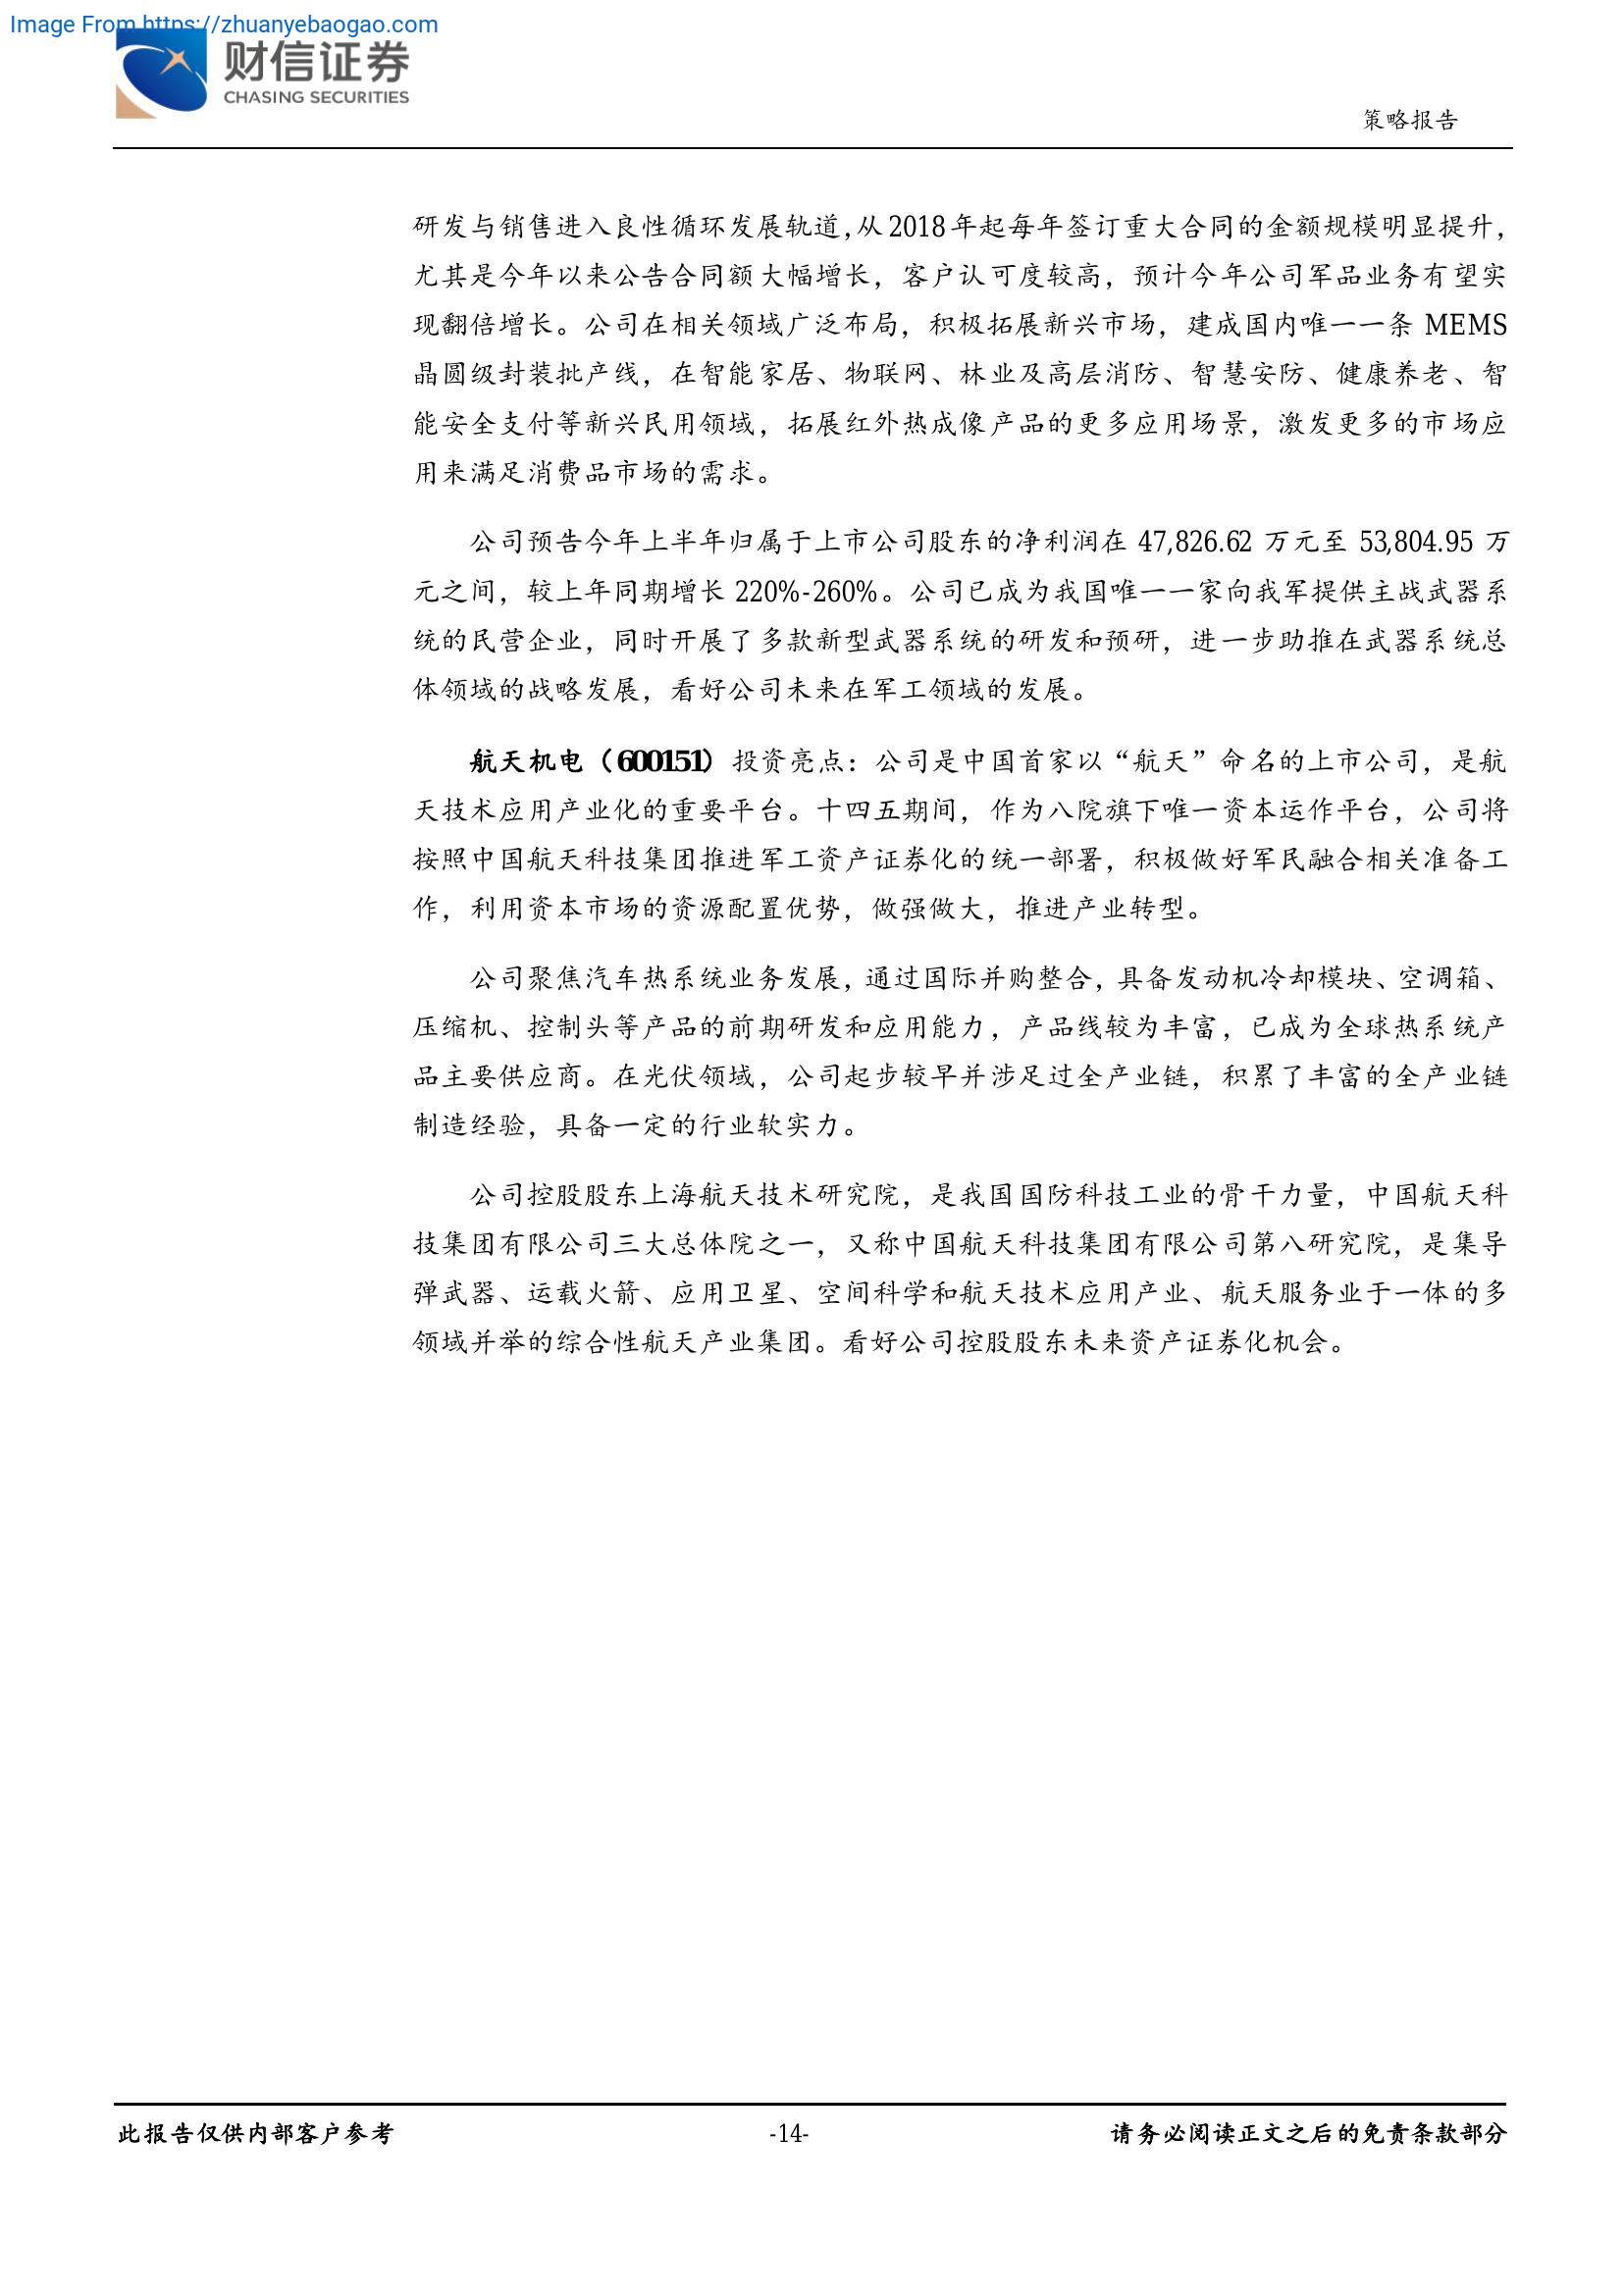 Image From https://zhuanyebaogao.com
财信证券
CHASING SECURITIES
策略报告
研发与销售进入良性循环发展轨道，从 2018 年起每年签订重大合同的金额规模明显提升，
尤其是今年以来公告合同额大幅增长，客户认可度较高，预计今年公司军品业务有望实
现翻倍增长。公司在相关领域广泛布局，积极拓展新兴市场，建成国内唯一一条 MEMS
晶圆级封装批产线，在智能家居、物联网、林业及高层消防、智慧安防、健康养老、智
能安全支付等新兴民用领域，拓展红外热成像产品的更多应用场景，激发更多的市场应
用来满足消费品市场的需求。
公司预告今年上半年归属于上市公司股东的净利润在 47,826.62 万元至 53,804.95 万
元之间，较上年同期增长 220%-260%。公司已成为我国唯一一家向我军提供主战武器系
统的民营企业，同时开展了多款新型武器系统的研发和预研，进一步助推在武器系统总
体领域的战略发展，看好公司未来在军工领域的发展。
航天机电（600151）投资亮点：公司是中国首家以“航天”命名的上市公司，是航
天技术应用产业化的重要平台。十四五期间，作为八院旗下唯一资本运作平台，公司将
按照中国航天科技集团推进军工资产证券化的统一部署，积极做好军民融合相关准备工
作，利用资本市场的资源配置优势，做强做大，推进产业转型。
公司聚焦汽车热系统业务发展，通过国际并购整合，具备发动机冷却模块、空调箱、
压缩机、控制头等产品的前期研发和应用能力，产品线较为丰富，已成为全球热系统产
品主要供应商。在光伏领域，公司起步较早并涉足过全产业链，积累了丰富的全产业链
制造经验，具备一定的行业软实力。
公司控股股东上海航天技术研究院，是我国国防科技工业的骨干力量，中国航天科
技集团有限公司三大总体院之一，又称中国航天科技集团有限公司第八研究院，是集导
弹武器、运载火箭、应用卫星、空间科学和航天技术应用产业、航天服务业于一体的多
领域并举的综合性航天产业集团。看好公司控股股东未来资产证券化机会。
此报告仅供内部客户参考
-14-
请务必阅读正文之后的免责条款部分